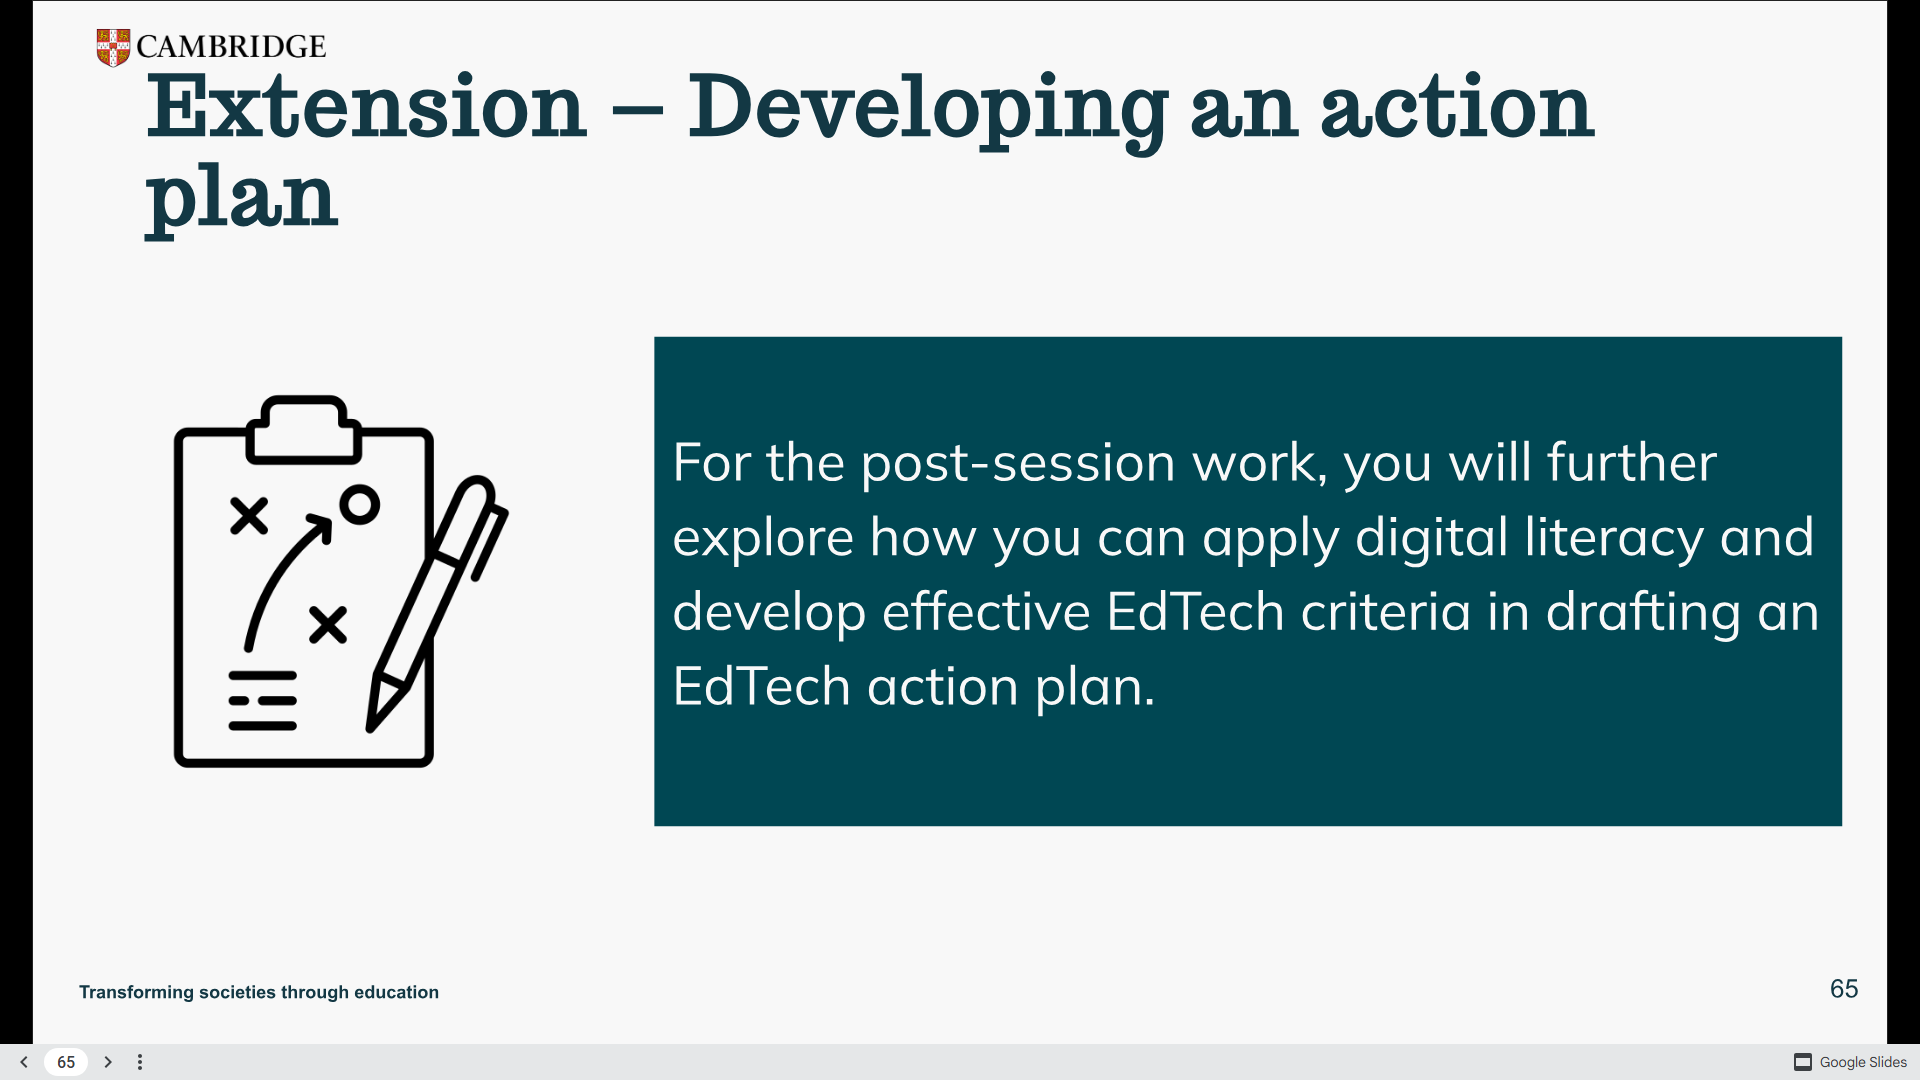 CAMBRIDGE
Extension – Developing an action
plan
For the post-session work, you will further
explore how you can apply digital literacy and
develop effective EdTech criteria in drafting an
EdTech action plan.
Transforming societies through education
65
65
Google Slides